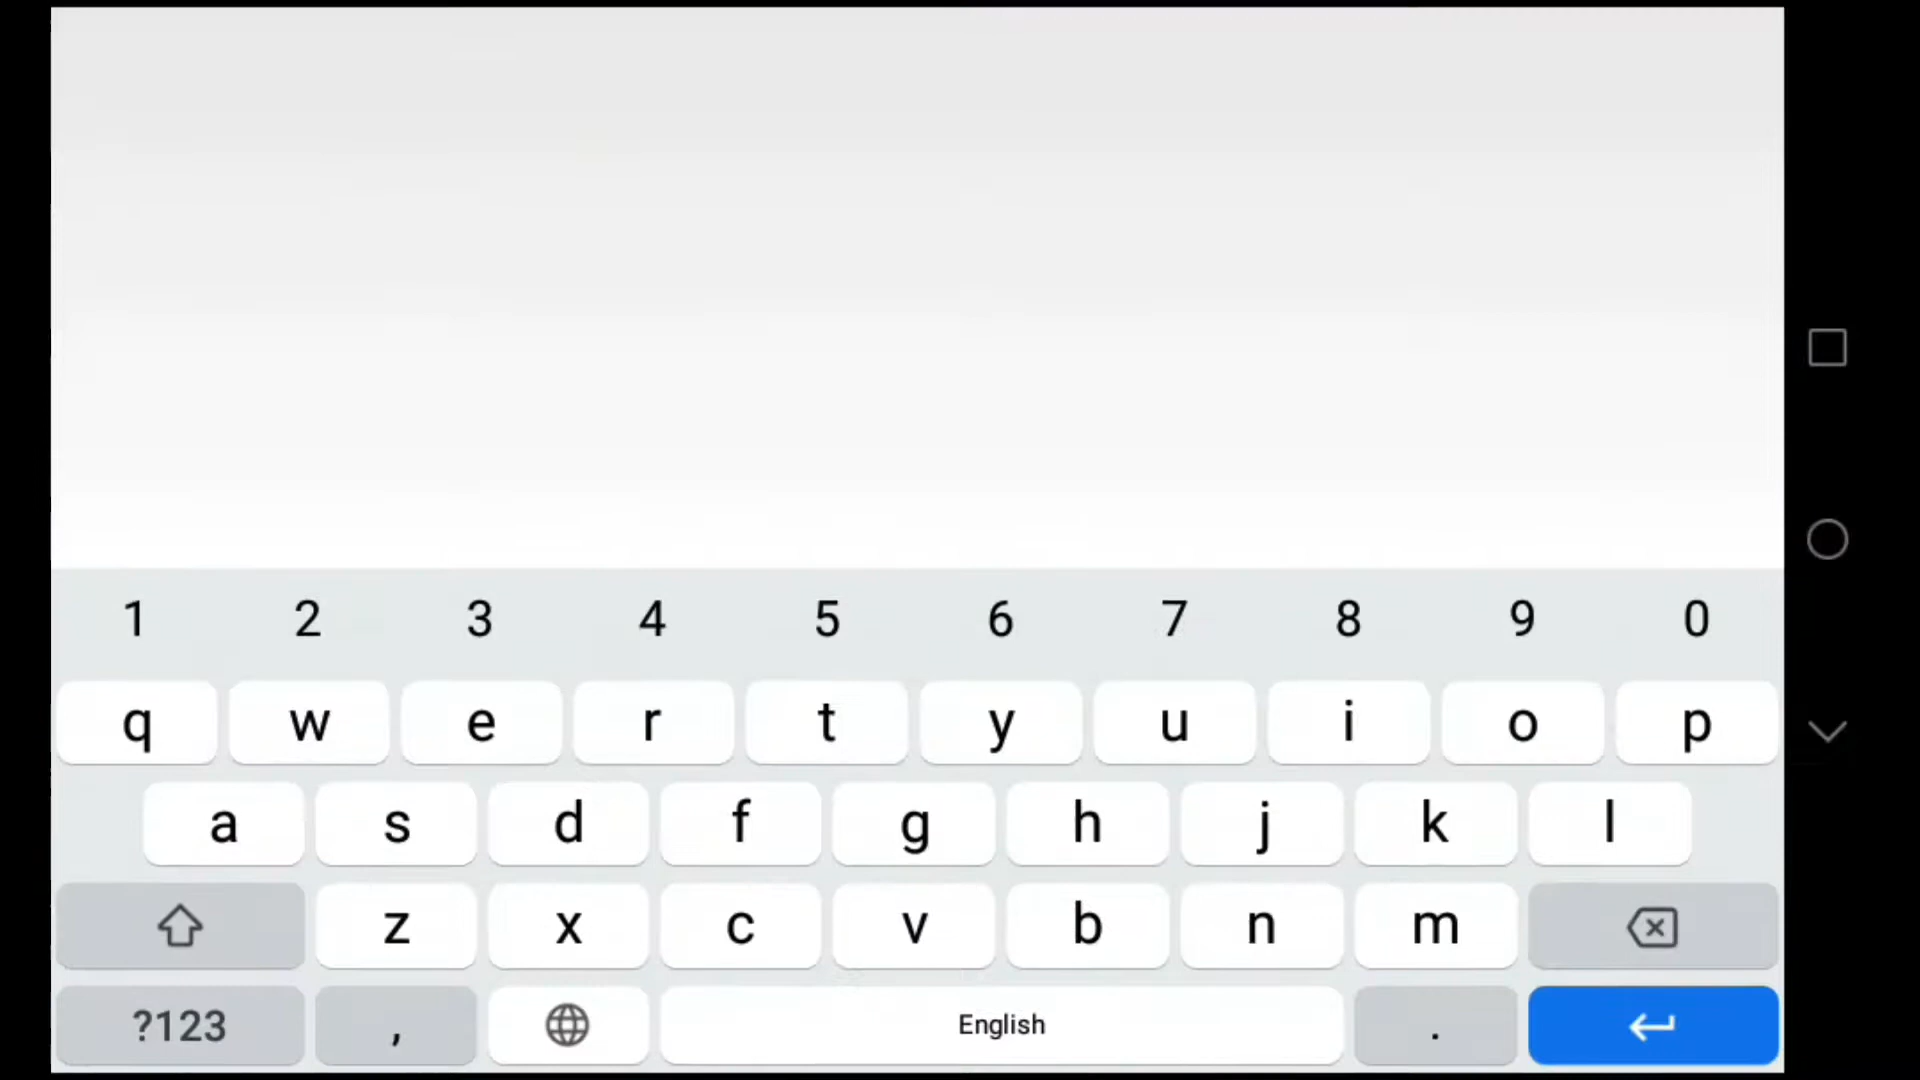 1 2 3 4 5 6 7 8 9 0
q w e r t y u i o p
a s d f g h j k l
z x c v b n m
?123 , English .